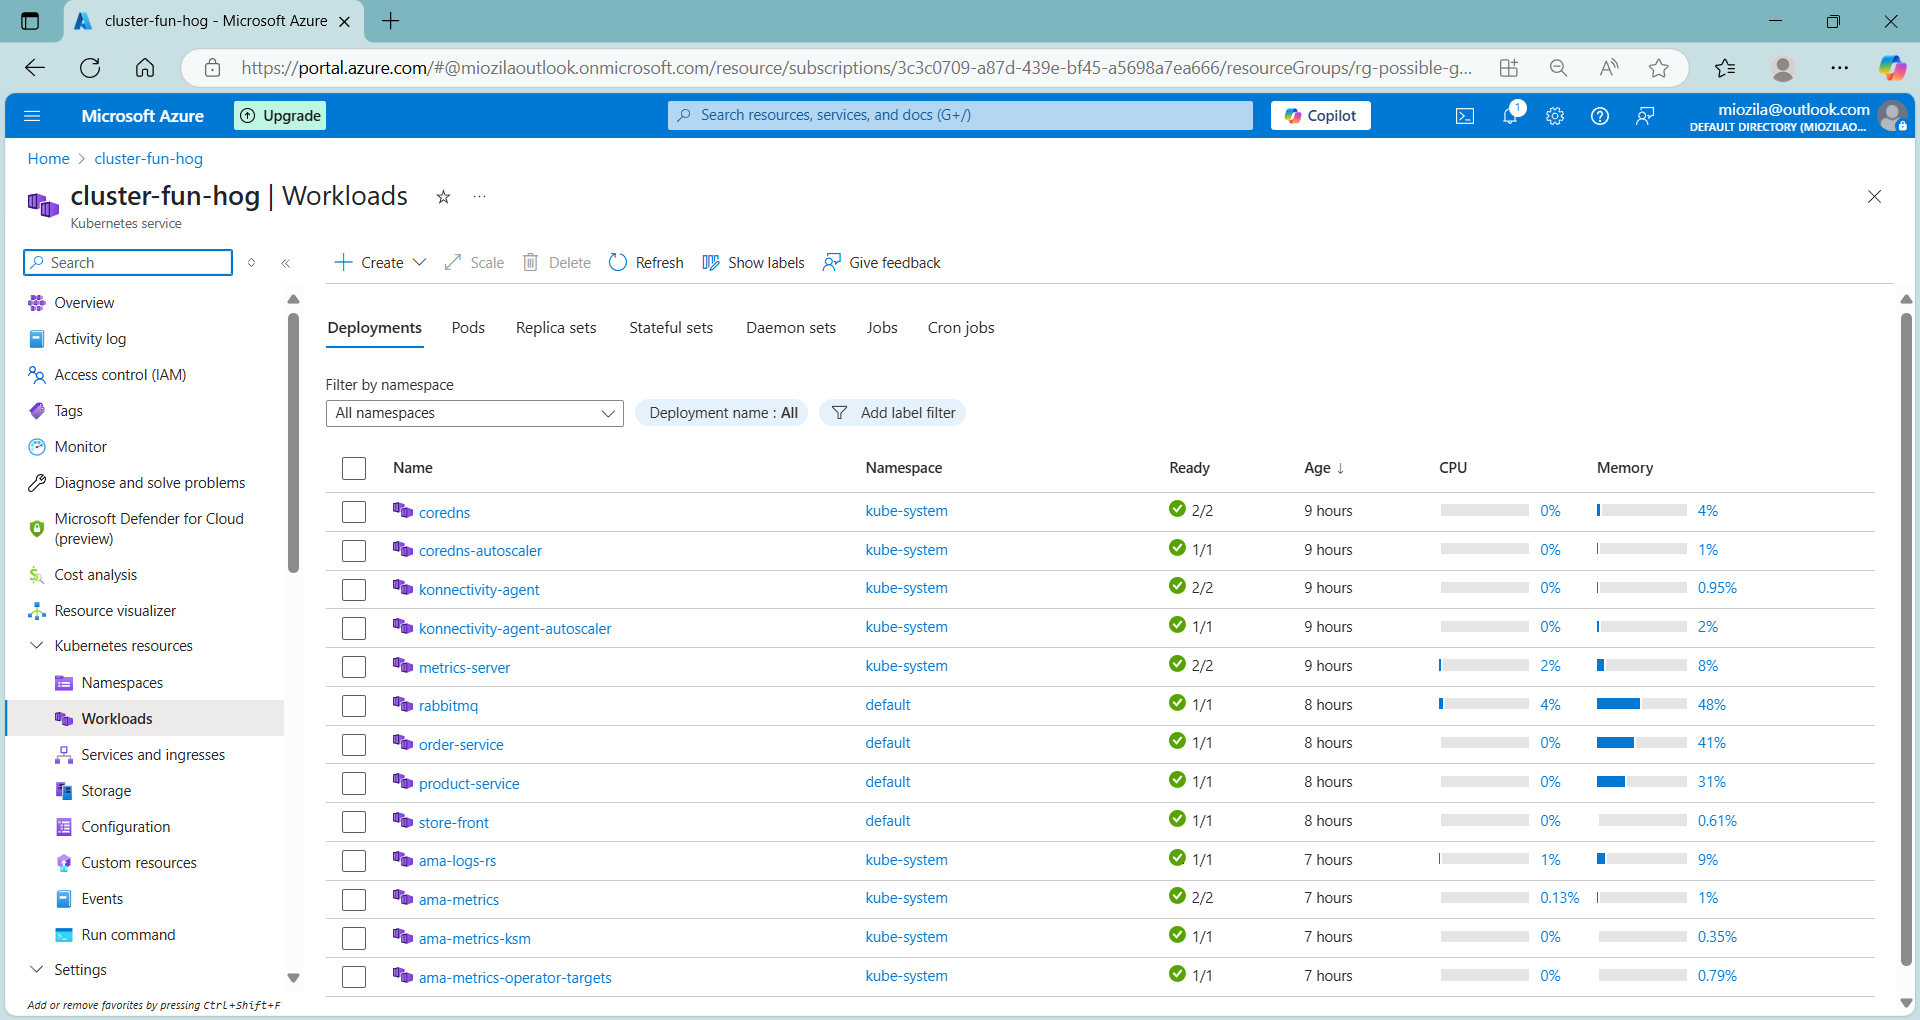 cluster-fun-hog - Microsoft Azure
https://portal.azure.com/#@miozilaoutlook.onmicrosoft.com/resource/subscriptions/3c3c0709-a87d-439e-bf45-a5698a7ea666/resourceGroups/rg-possible-g...
Microsoft Azure
Upgrade
Search resources, services, and docs (G+/)
Copilot
1
miozila@outlook.com
DEFAULT DIRECTORY (MIOZILAO...
Home > cluster-fun-hog
cluster-fun-hog | Workloads
Kubernetes service
Search
Create Scale Delete Refresh Show labels Give feedback
Overview
Activity log
Access control (IAM)
Tags
Monitor
Diagnose and solve problems
Microsoft Defender for Cloud
(preview)
Cost analysis
Resource visualizer
Kubernetes resources
Namespaces
Workloads
Services and ingresses
Storage
Configuration
Custom resources
Events
Run command
Settings
Add or remove favorites by pressing Ctrl+Shift+F
Deployments Pods Replica sets Stateful sets Daemon sets Jobs Cron jobs
Filter by namespace
All namespaces Deployment name : All Add label filter
Name Namespace Ready Age ↓ CPU Memory
coredns kube-system 2/2 9 hours 0% 4%
coredns-autoscaler kube-system 1/1 9 hours 0% 1%
konnectivity-agent kube-system 2/2 9 hours 0% 0.95%
konnectivity-agent-autoscaler kube-system 1/1 9 hours 0% 2%
metrics-server kube-system 2/2 9 hours 2% 8%
rabbitmq default 1/1 8 hours 4% 48%
order-service default 1/1 8 hours 0% 41%
product-service default 1/1 8 hours 0% 31%
store-front default 1/1 8 hours 0% 0.61%
ama-logs-rs kube-system 1/1 7 hours 1% 9%
ama-metrics kube-system 2/2 7 hours 0.13% 1%
ama-metrics-ksm kube-system 1/1 7 hours 0% 0.35%
ama-metrics-operator-targets kube-system 1/1 7 hours 0% 0.79%